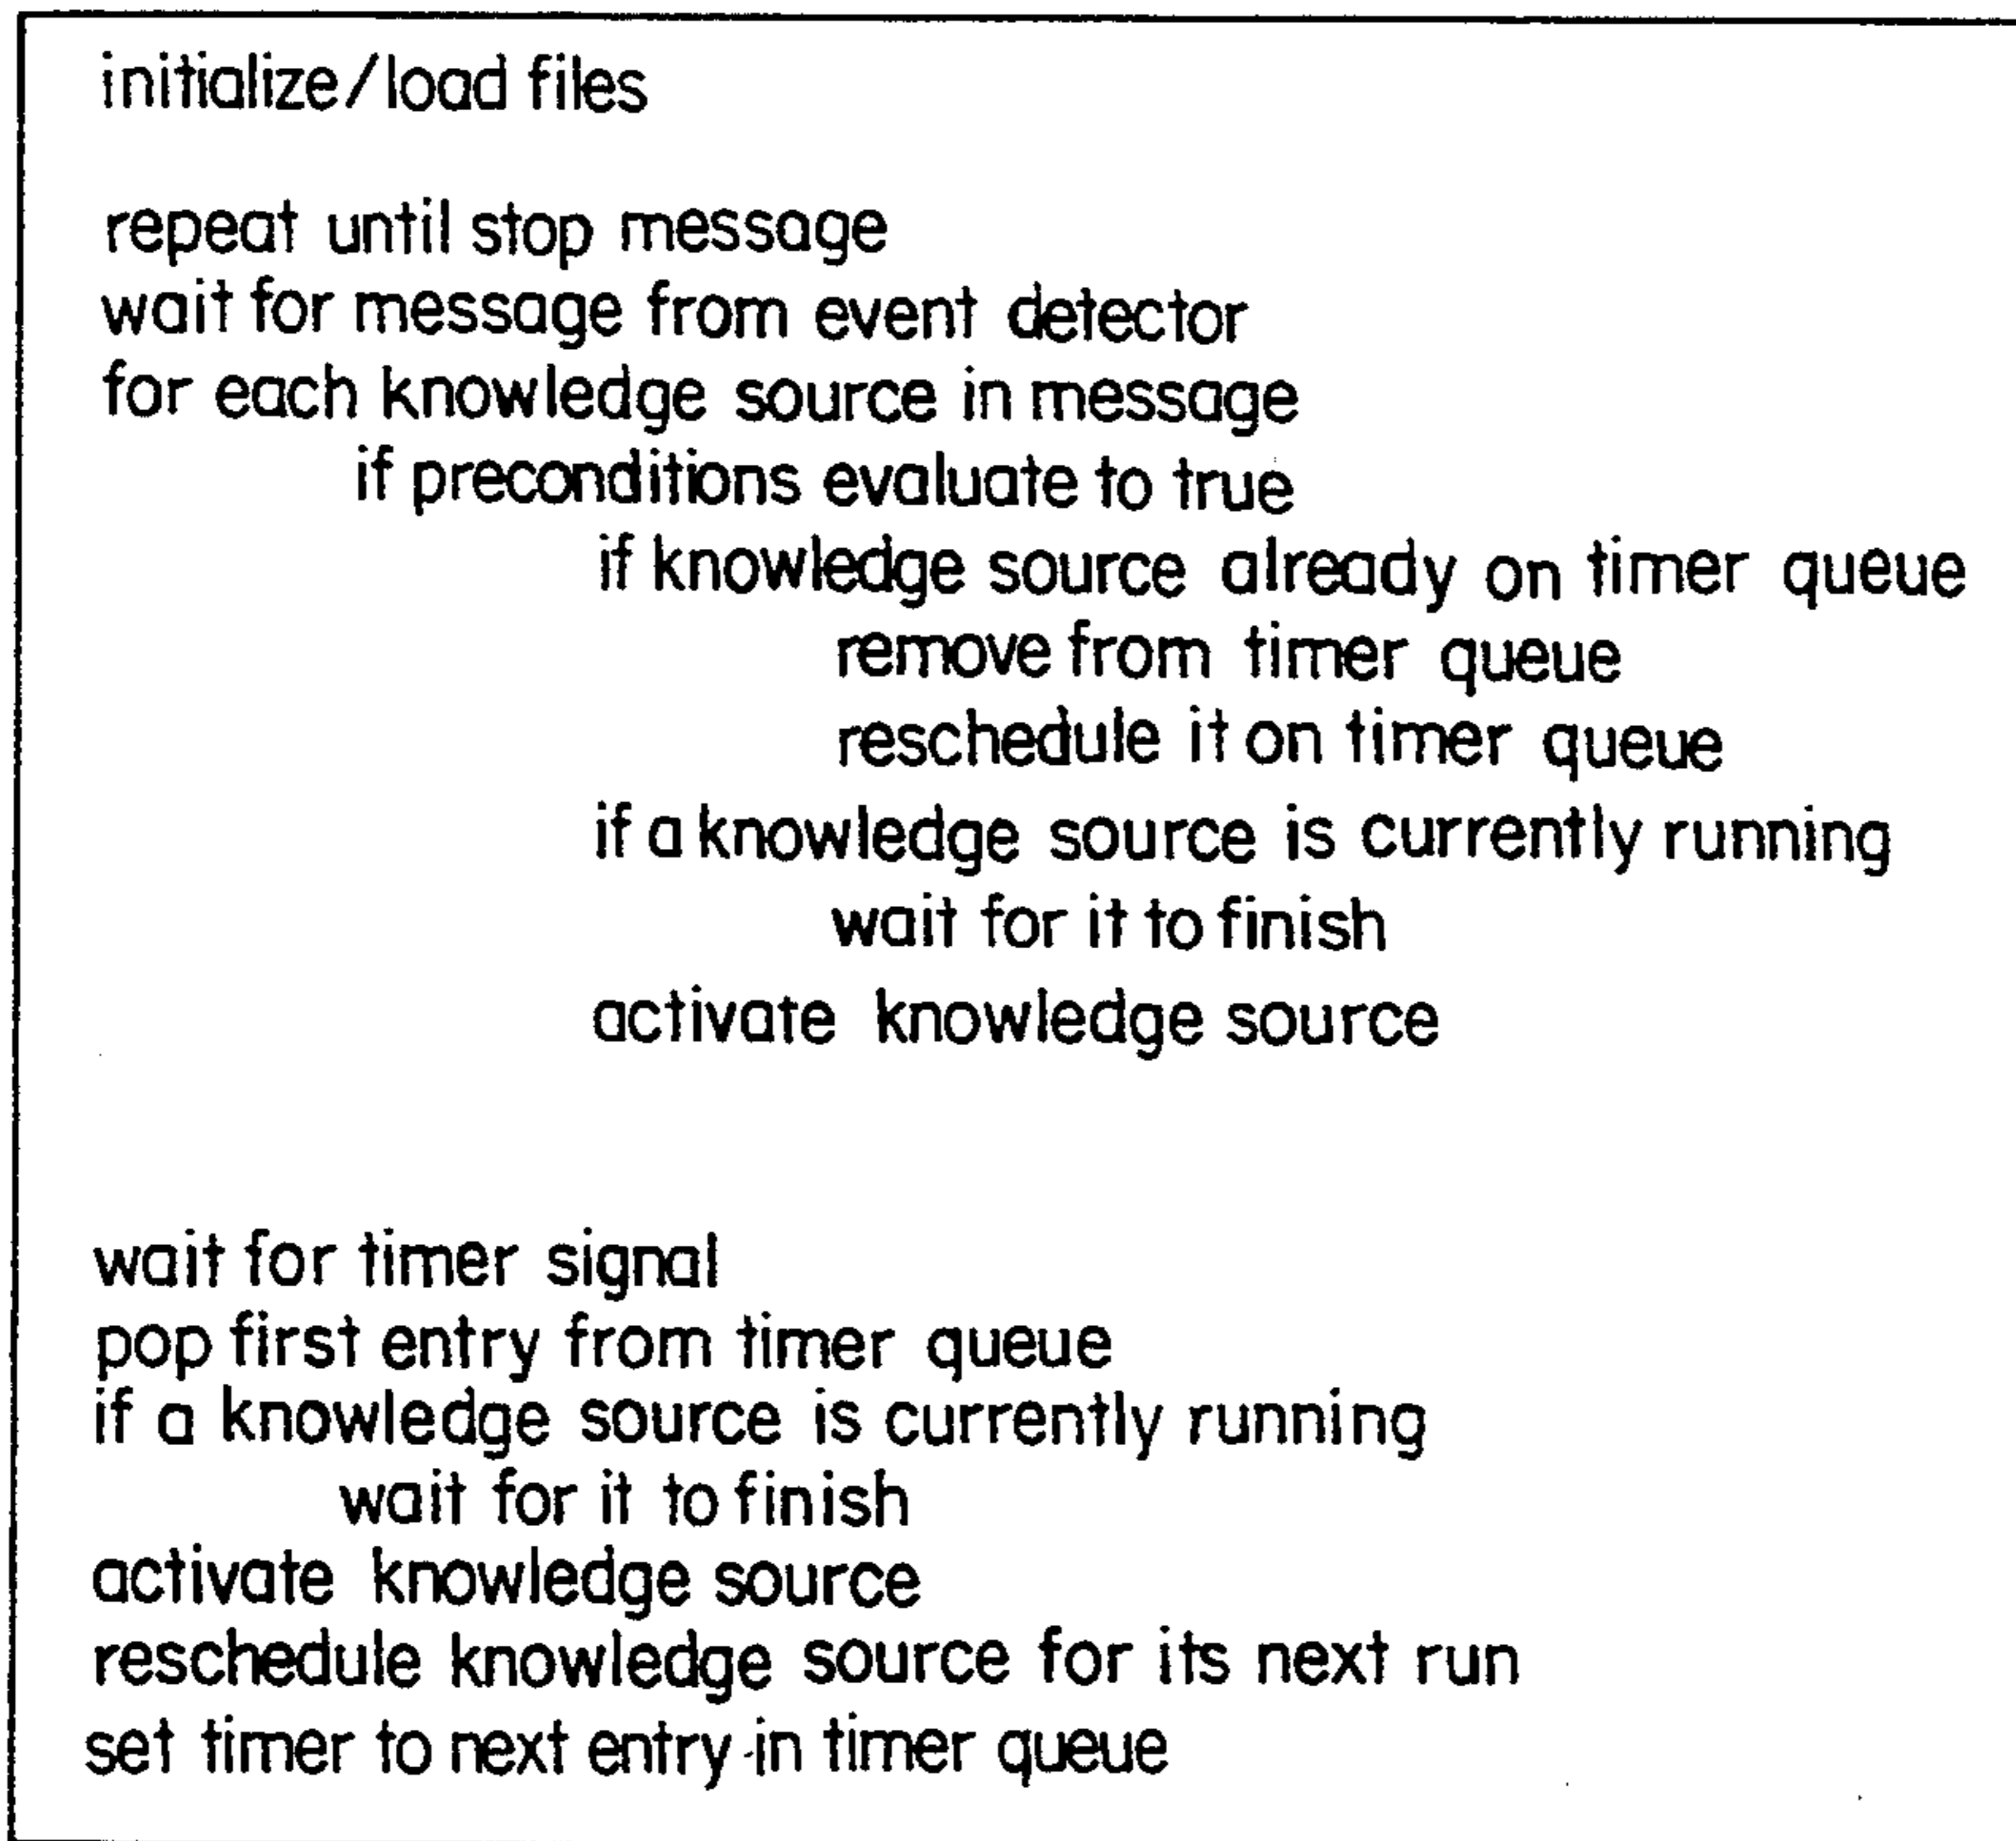 initialize/load files
repeat until stop message
wait for message from event detector
for each knowledge source in message
if preconditions evaluate to true
if knowledge source already on timer queue
remove from timer queue
reschedule it on timer queue
if a knowledge source is currently running
wait for it to finish
activate knowledge source
wait for timer signal
pop first entry from timer queue
if a knowledge source is currently running
wait for it to finish
activate knowledge source
reschedule knowledge source for its next run
set timer to next entry in timer queue